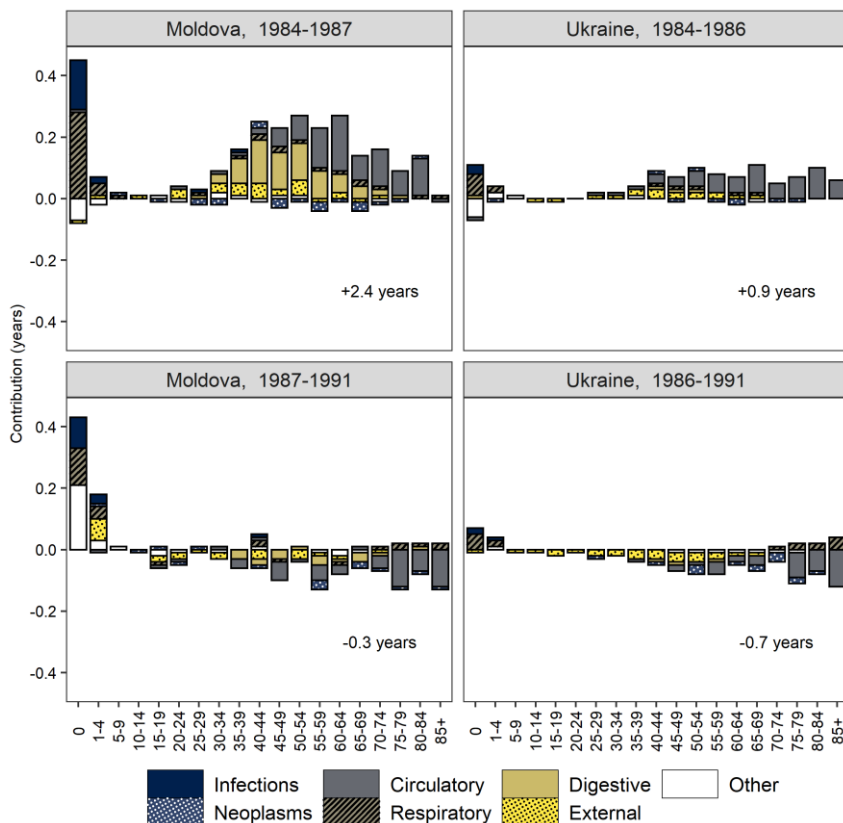 Moldova, 1984-1987
Ukraine, 1984-1986
0.4
0.2
0.0
-0.2
-0.4
+2.4 years
+0.9 years
Moldova, 1987-1991
Ukraine, 1986-1991
0.4
0.2
0.0
-0.2
-0.4
-0.3 years
-0.7 years
Contribution (years)
0 1-4 5-9 10-14 15-19 20-24 25-29 30-34 35-39 40-44 45-49 50-54 55-59 60-64 65-69 70-74 75-79 80-84 85+
0 1-4 5-9 10-14 15-19 20-24 25-29 30-34 35-39 40-44 45-49 50-54 55-59 60-64 65-69 70-74 75-79 80-84 85+
Infections Circulatory Digestive Other
Neoplasms Respiratory External